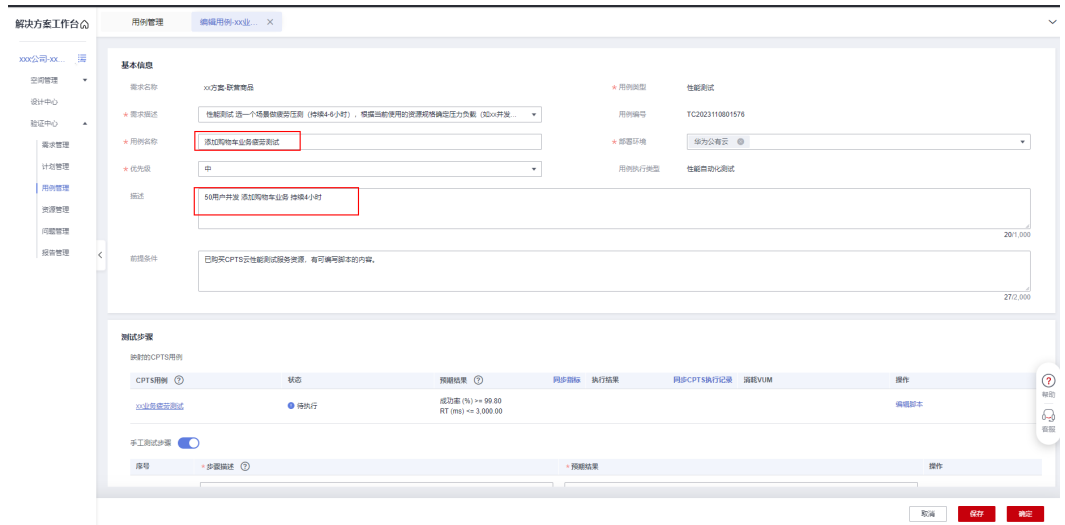 解决方案工作台
用例管理
编辑用例-xx业...
xxx公司-xx...
空间管理
设计中心
验证中心
需求管理
计划管理
用例管理
资源管理
问题管理
报告管理
基本信息
需求名称 xx方案-联营商品
* 用例类型 性能测试
* 需求描述 性能测试 选一个场景做疲劳压测（持续4-6小时），根据当前使用的资源规格确定压力负载（如xx并发...
用例编号 TC2023110801576
* 用例名称 添加购物车业务疲劳测试
* 部署环境 华为公有云
* 优先级 中
用例执行类型 性能自动化测试
描述 50用户并发 添加购物车业务 持续4小时
20/1,000
前提条件 已购买CPTS云性能测试服务资源，有可编写脚本的内容。
27/2,000
测试步骤
映射的CPTS用例
CPTS用例 ? 状态 预期结果 ? 同步指标 执行结果 同步CPTS执行记录 消耗VUM 操作
xx业务疲劳测试 待执行 成功率 (%) >= 99.80 编辑脚本
RT (ms) <= 3,000.00
手工测试步骤
序号 * 步骤描述 ? * 预期结果 操作
帮助
客服
取消 保存 确定